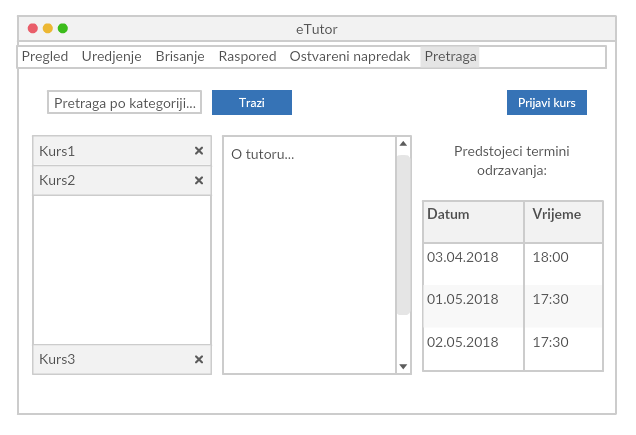 eTutor
Pregled Uredjenje Brisanje Raspored Ostvareni napredak Pretraga
Pretraga po kategoriji... Trazi Prijavi kurs
Kurs1
Kurs2
Kurs3
O tutoru...
Predstojeci termini
odrzavanja:
Datum Vrijeme
03.04.2018 18:00
01.05.2018 17:30
02.05.2018 17:30